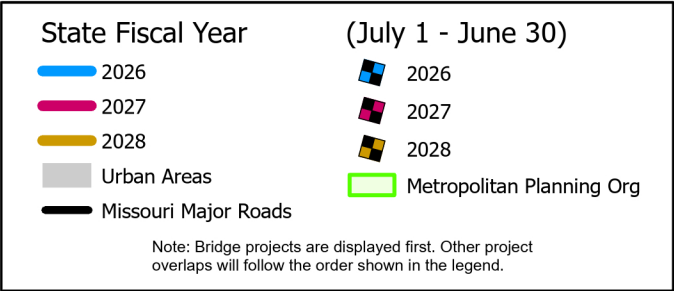 State Fiscal Year (July 1 - June 30)
2026 2026
2027 2027
2028 2028
Urban Areas Metropolitan Planning Org
Missouri Major Roads
Note: Bridge projects are displayed first. Other project
overlaps will follow the order shown in the legend.